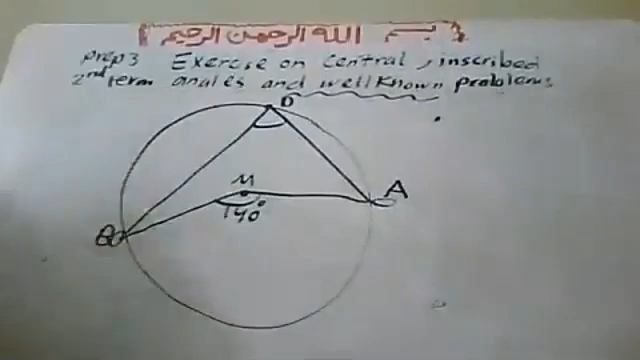 بسم الله الرحمن الرحيم
prep3 Exercise on central, inscribed
2nd term angles and wellknown problems
D
M
A
140°
B